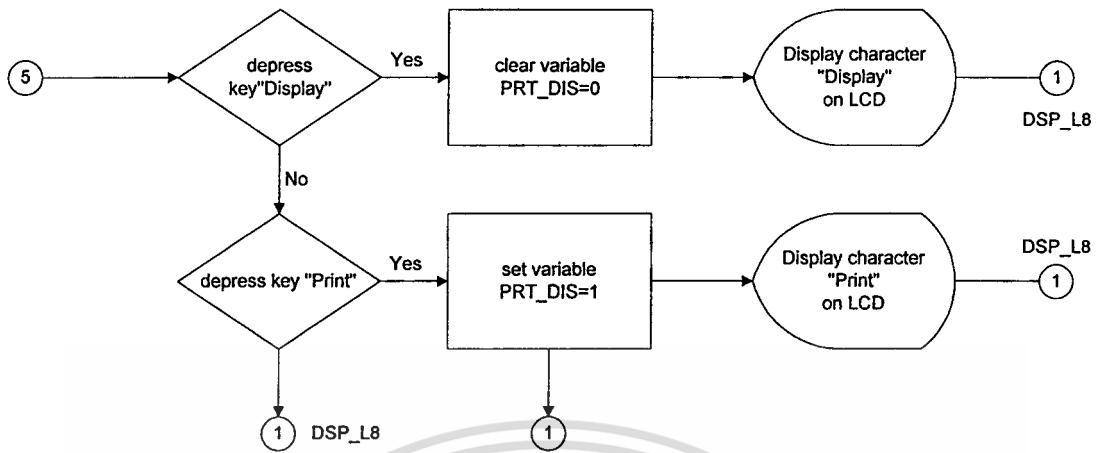 5
depress
key"Display"
Yes
clear variable
PRT_DIS=0
Display character
"Display"
on LCD
1
DSP_L8
No
depress key "Print"
Yes
set variable
PRT_DIS=1
Display character
"Print"
on LCD
DSP_L8
1
1
DSP_L8
1